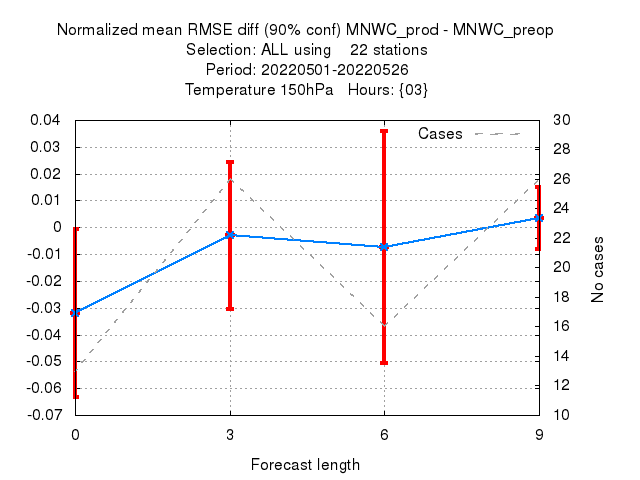 Normalized mean RMSE diff (90% conf) MNWC_prod - MNWC_preop
Selection: ALL using    22 stations
Period: 20220501-20220526
Temperature 150hPa   Hours: {03}
Cases
0.04
0.03
0.02
0.01
0
-0.01
-0.02
-0.03
-0.04
-0.05
-0.06
-0.07
30
28
26
24
22
20
18
16
14
12
10
No cases
0 3 6 9
Forecast length